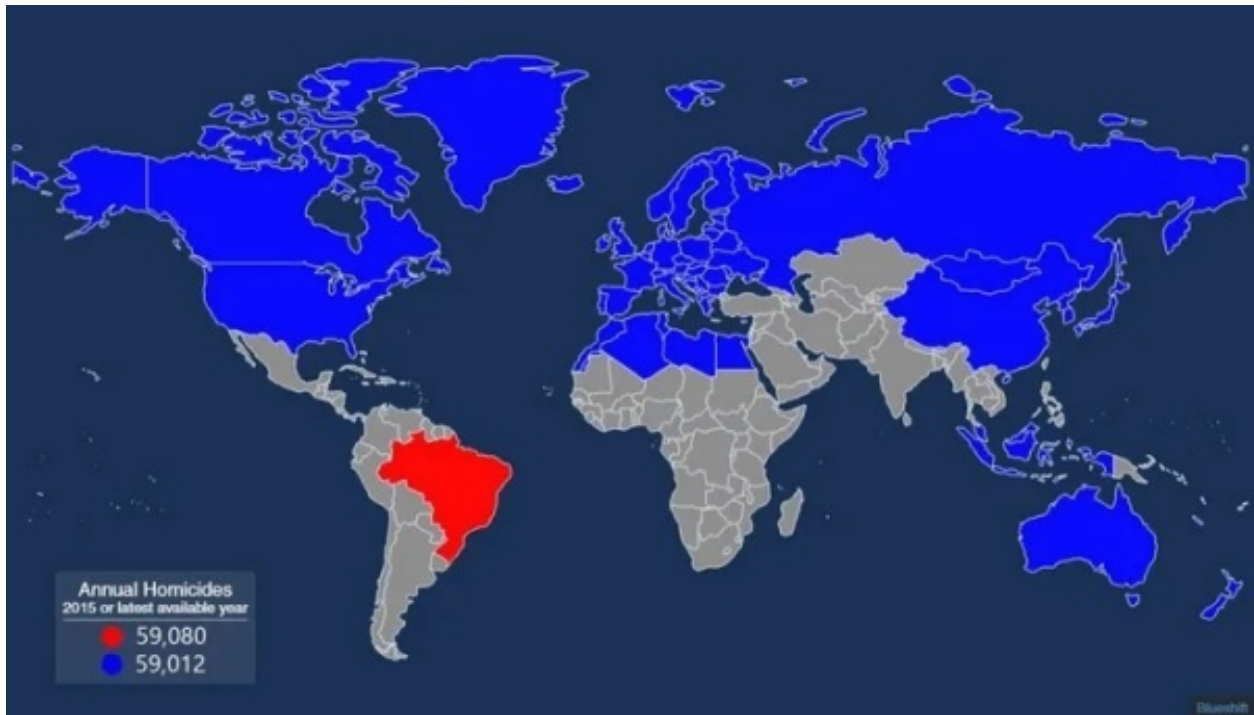 Annual Homicides
2015 or latest available year
59,080
59,012
Blueshift